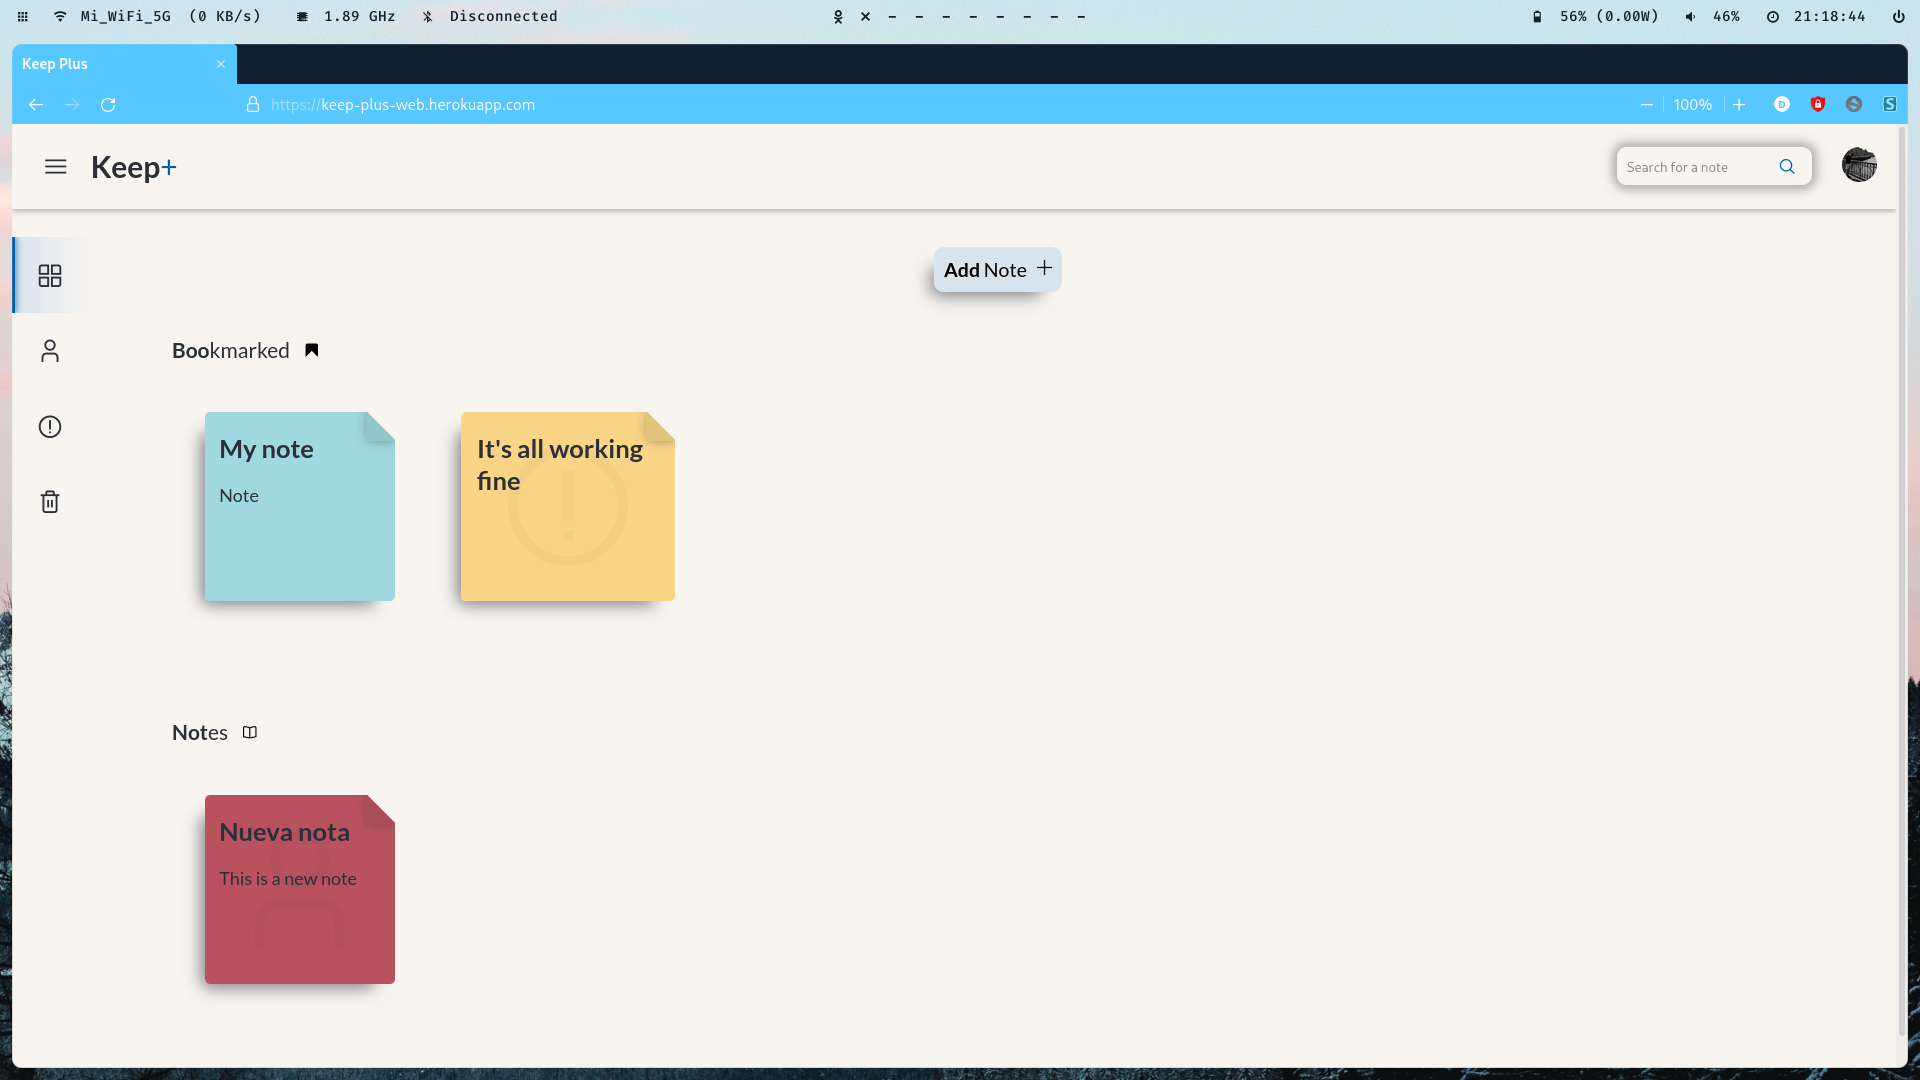 Mi_WiFi_5G (0 KB/s) 1.89 GHz Disconnected × – – – – – – – – 56% (0.00W) 46% 21:18:44
Keep Plus ×
https://keep-plus-web.herokuapp.com — 100% + D S
Keep+ Search for a note
Add Note +
Bookmarked
My note
Note
It's all working
fine
Notes
Nueva nota
This is a new note